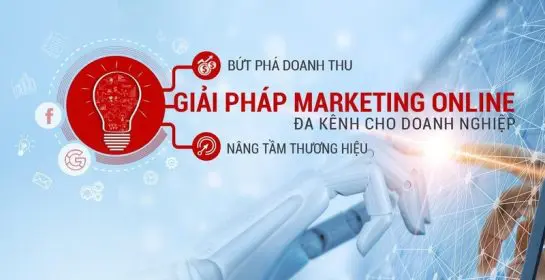 BỨT PHÁ DOANH THU
GIẢI PHÁP MARKETING ONLINE
ĐA KÊNH CHO DOANH NGHIỆP
NÂNG TẦM THƯƠNG HIỆU